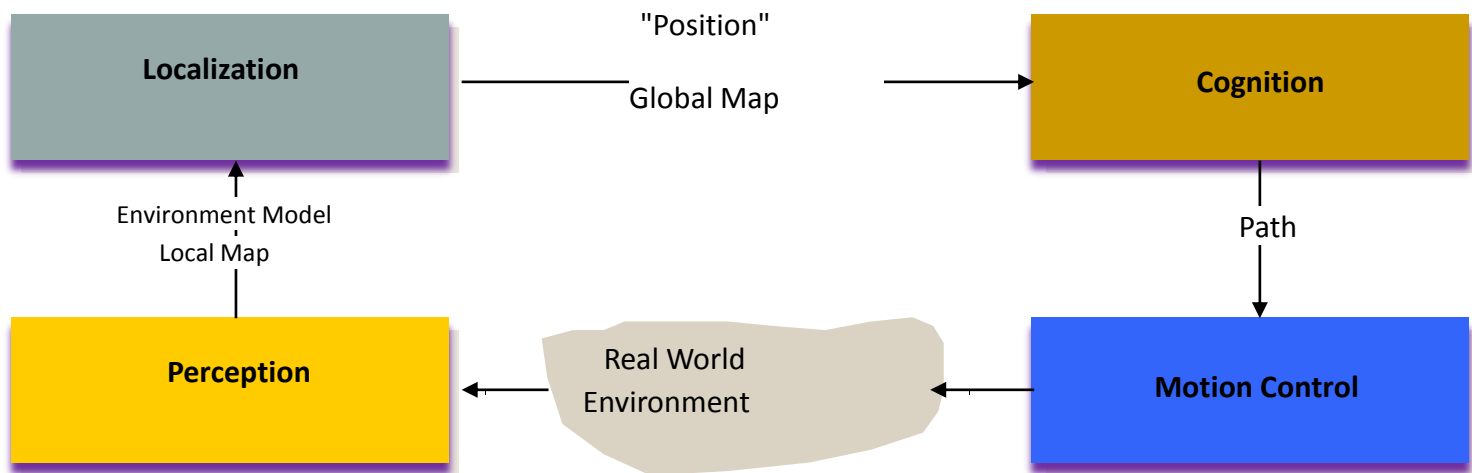 "Position"
Localization
Cognition
Global Map
Environment Model
Local Map
Path
Perception
Real World
Environment
Motion Control